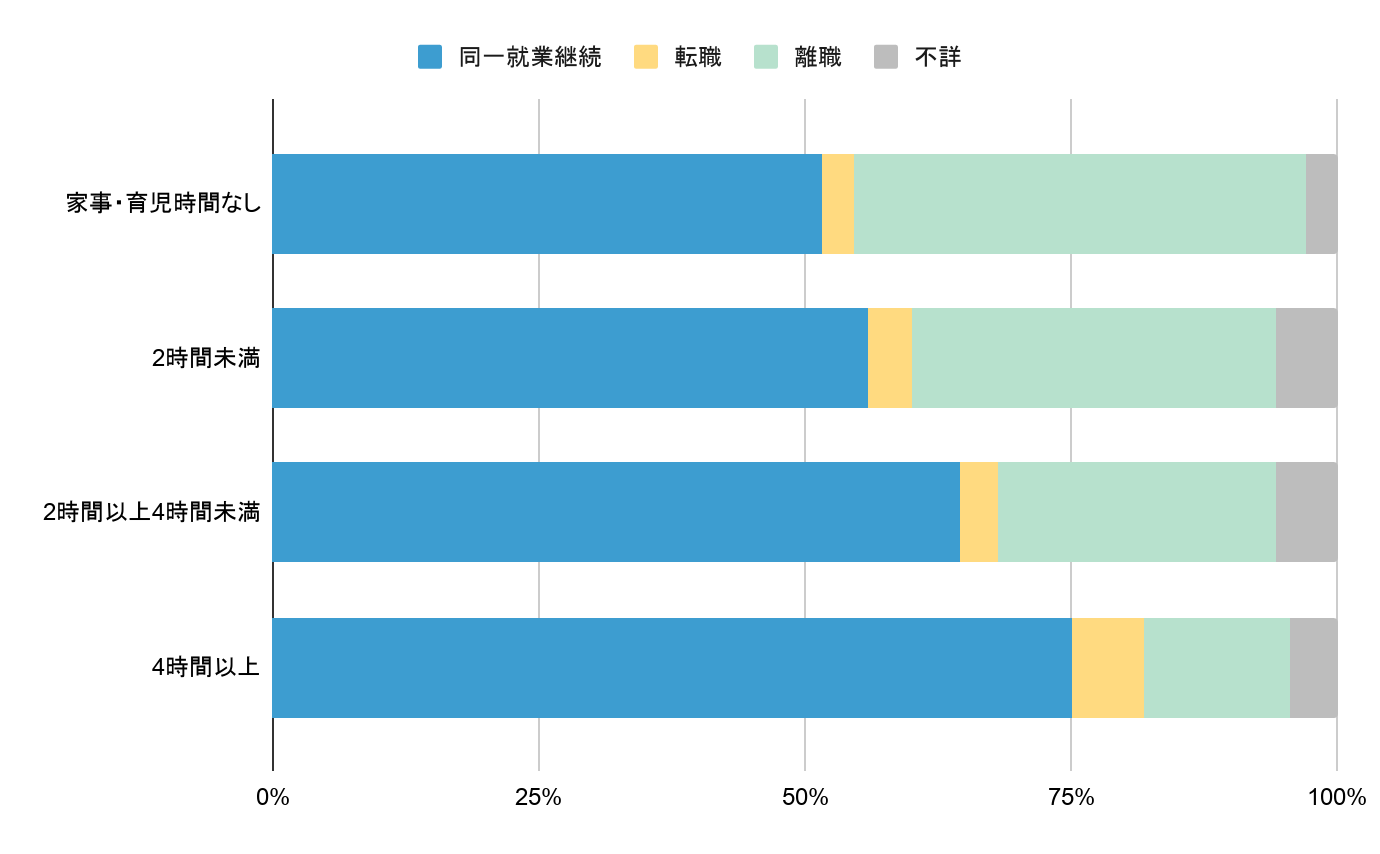 同一就業継続 転職 離職 不詳
家事・育児時間なし
2時間未満
2時間以上4時間未満
4時間以上
0% 25% 50% 75% 100%